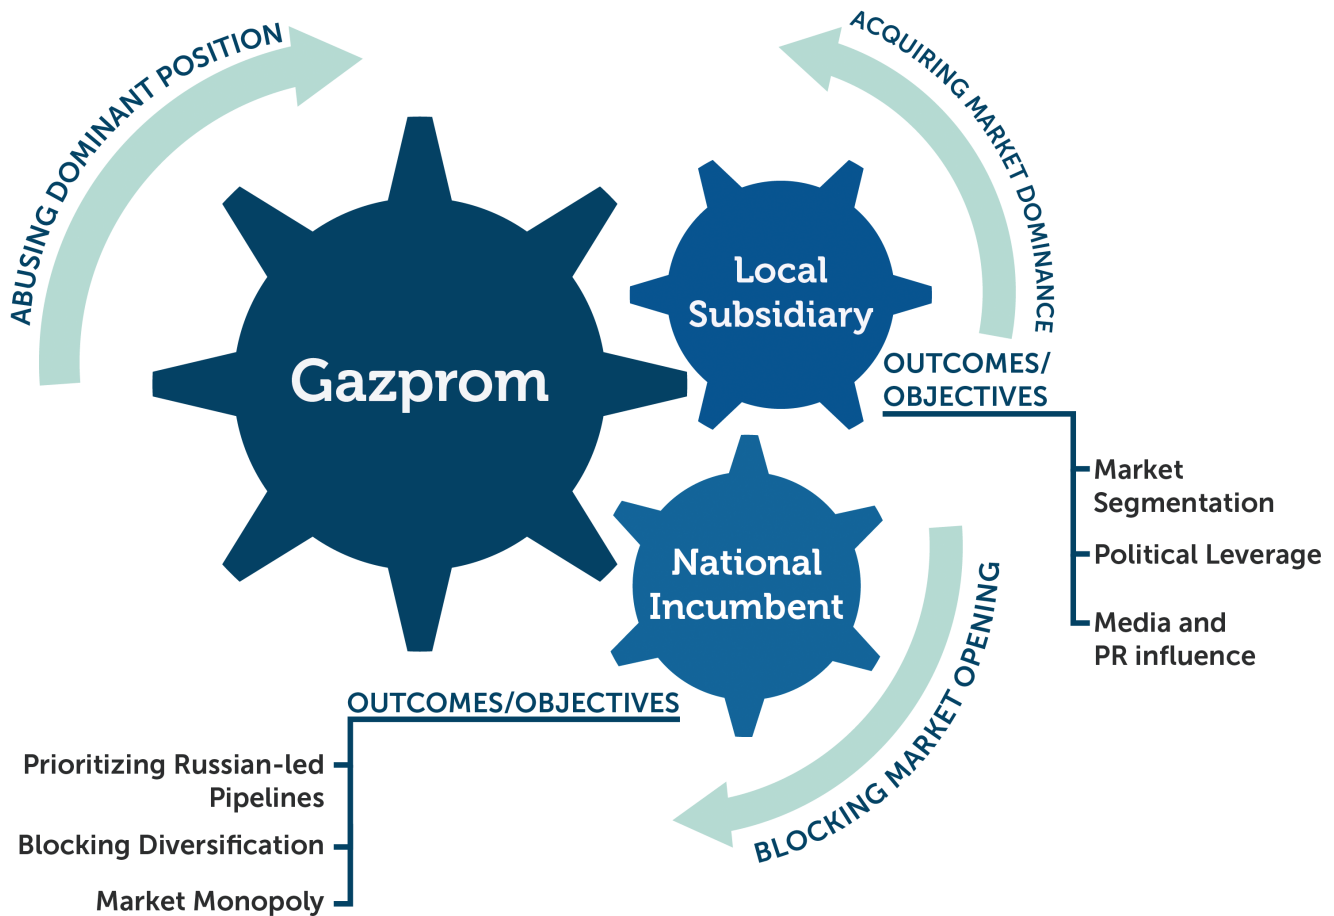 ABUSING DOMINANT POSITION
ACQUIRING MARKET DOMINANCE
Gazprom
Local
Subsidiary
OUTCOMES/
OBJECTIVES
Market
Segmentation
Political Leverage
Media and
PR influence
National
Incumbent
BLOCKING MARKET OPENING
OUTCOMES/OBJECTIVES
Prioritizing Russian-led
Pipelines
Blocking Diversification
Market Monopoly